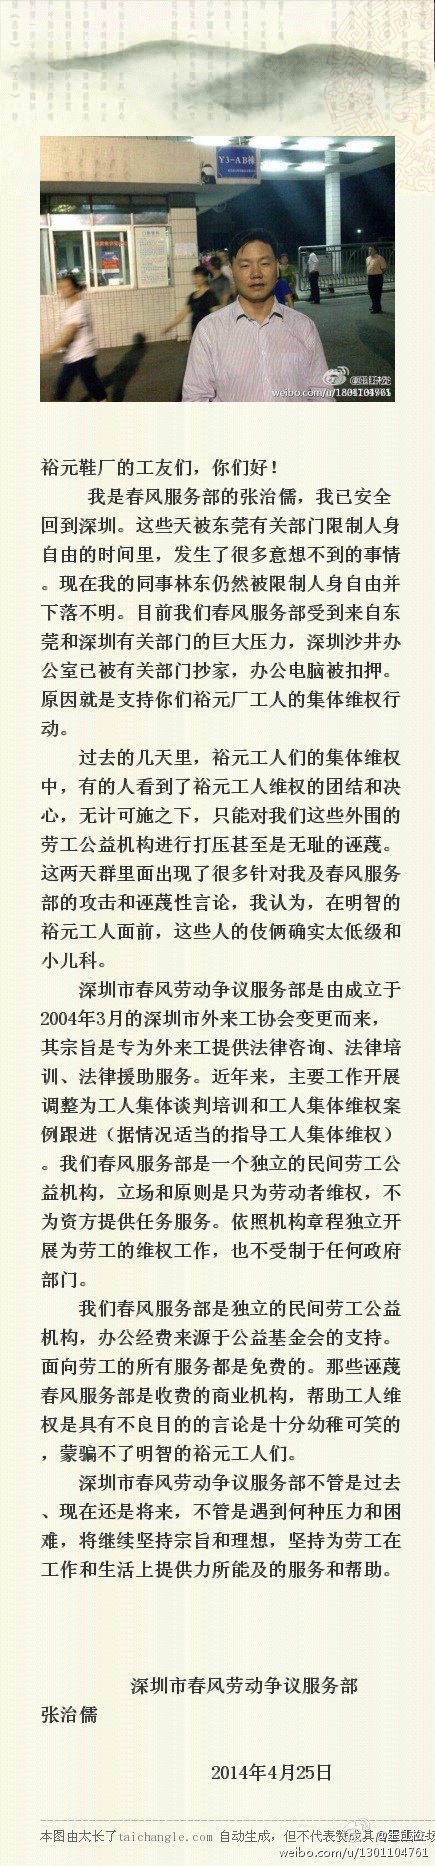 Y3-AB栋
weibo.com/u/1301104761
裕元鞋厂的工友们，你们好！
我是春风服务部的张治儒，我已安全
回到深圳。这些天被东莞有关部门限制人身
自由的时间里，发生了很多意想不到的事情
。现在我的同事林东仍然被限制人身自由并
下落不明。目前我们春风服务部受到来自东
莞和深圳有关部门的巨大压力，深圳沙井办
公室已被有关部门抄家，办公电脑被扣押。
原因就是支持你们裕元厂工人的集体维权行
动。
过去的几天里，裕元工人们的集体维权
中，有的人看到了裕元工人维权的团结和决
心，无计可施之下，只能对我们这些外围的
劳工公益机构进行打压甚至是无耻的诬蔑。
这两天群里面出现了很多针对我及春风服务
部的攻击和诬蔑性言论，我认为，在明智的
裕元工人面前，这些人的伎俩确实太低级和
小儿科。
深圳市春风劳动争议服务部是由成立于
2004年3月的深圳市外来工协会变更而来，
其宗旨是专为外来工提供法律咨询、法律培
训、法律援助服务。近年来，主要工作开展
调整为工人集体谈判培训和工人集体维权案
例跟进（据情况适当的指导工人集体维权）
。我们春风服务部是一个独立的民间劳工公
益机构，立场和原则是只为劳动者维权，不
为资方提供任务服务。依照机构章程独立开
展为劳工的维权工作，也不受制于任何政府
部门。
我们春风服务部是独立的民间劳工公益
机构，办公经费来源于公益基金会的支持。
面向劳工的所有服务都是免费的。那些诬蔑
春风服务部是收费的商业机构，帮助工人维
权是具有不良目的的言论是十分幼稚可笑的
，蒙骗不了明智的裕元工人们。
深圳市春风劳动争议服务部不管是过去
、现在还是将来，不管是遇到何种压力和困
难，将继续坚持宗旨和理想，坚持为劳工在
工作和生活上提供力所能及的服务和帮助。
深圳市春风劳动争议服务部
张治儒
2014年4月25日
本图由太长了taichangle.com 自动生成，但不代表赞成其
weibo.com/u/1301104761